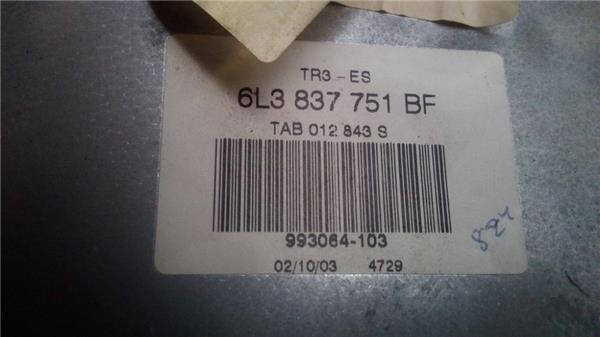 TR3 - ES
6L3 837 751 BF
TAB 012 843 S
993064-103
02/10/03 4729